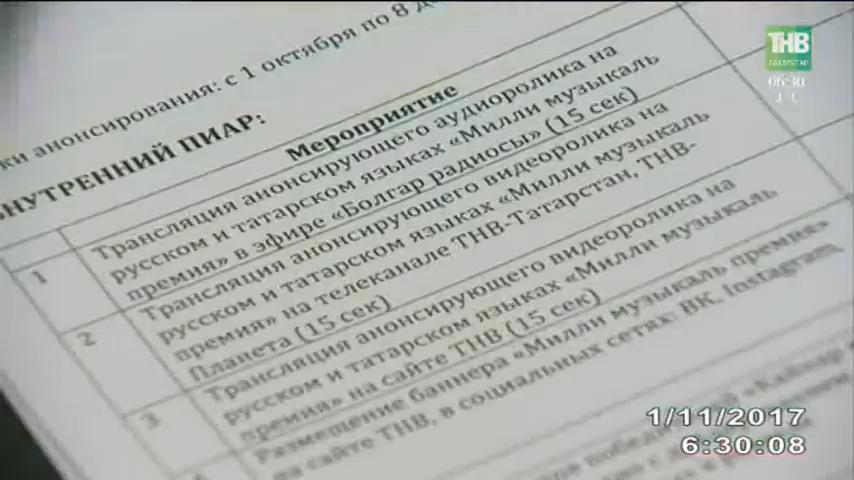 ки анонсирования: с 1 октября по 8 д
ВНУТРЕННИЙ ПИАР:
Мероприятие
1
Трансляция анонсирующего аудиоролика на
русском и татарском языках «Милли музыкаль
премия» в эфире «Болгар радиосы» (15 сек)
2
Трансляция анонсирующего видеоролика на
русском и татарском языках «Милли музыкаль
премия» на телеканале ТНВ-Татарстан, ТНВ-
Планета (15 сек)
3
Трансляция анонсирующего видеоролика на
русском и татарском языках «Милли музыкаль
премия» на сайте ТНВ (15 сек)
Размещение баннера «Милли музыкаль премия»
на сайте ТНВ, в социальных сетях: ВК, Instagram,
ТНВ
ТАТАРСТАН
06:30
1/11/2017
6:30:08